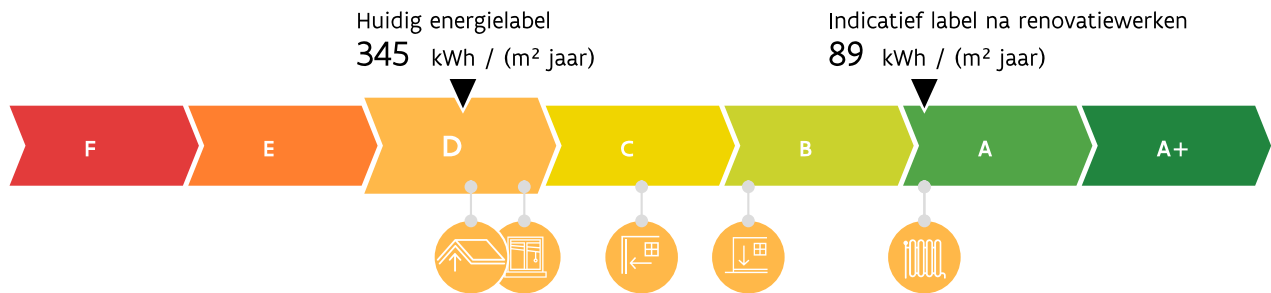 Huidig energielabel
345 kWh / (m² jaar)
Indicatief label na renovatiewerken
89 kWh / (m² jaar)
F
E
D
C
B
A
A+